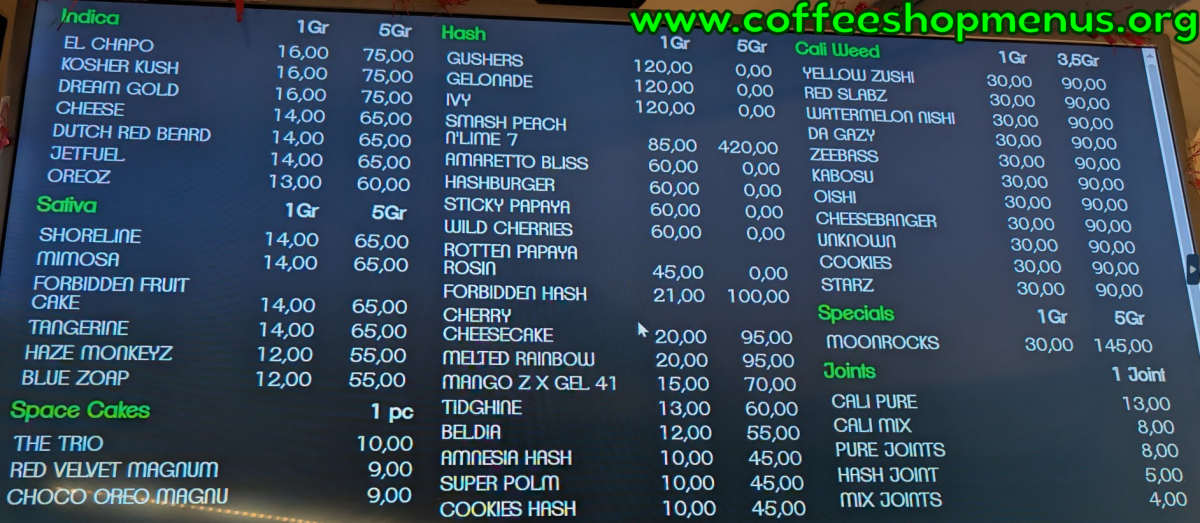 www.coffeeshopmenus.org
Indica 1Gr 5Gr
EL CHAPO 16,00 75,00
KOSHER KUSH 16,00 75,00
DREAM GOLD 16,00 75,00
CHEESE 14,00 65,00
DUTCH RED BEARD 14,00 65,00
JETFUEL 14,00 65,00
OREOZ 13,00 60,00
Sativa 1Gr 5Gr
SHORELINE 14,00 65,00
MIMOSA 14,00 65,00
FORBIDDEN FRUIT
CAKE 14,00 65,00
TANGERINE 14,00 65,00
HAZE MONKEYZ 12,00 55,00
BLUE ZOAP 12,00 55,00
Space Cakes 1 pc
THE TRIO 10,00
RED VELVET MAGNUM 9,00
CHOCO OREO MAGNU 9,00
Hash 1Gr 5Gr
GUSHERS 120,00 0,00
GELONADE 120,00 0,00
IVY 120,00 0,00
SMASH PEACH
N'LIME 7 85,00 420,00
AMARETTO BLISS 60,00 0,00
HASHBURGER 60,00 0,00
STICKY PAPAYA 60,00 0,00
WILD CHERRIES 60,00 0,00
ROTTEN PAPAYA
ROSIN 45,00 0,00
FORBIDDEN HASH 21,00 100,00
CHERRY
CHEESECAKE 20,00 95,00
MELTED RAINBOW 20,00 95,00
MANGO Z X GEL 41 15,00 70,00
TIDGHINE 13,00 60,00
BELDIA 12,00 55,00
AMNESIA HASH 10,00 45,00
SUPER POLM 10,00 45,00
COOKIES HASH 10,00 45,00
Cali Weed 1Gr 3,5Gr
YELLOW ZUSHI 30,00 90,00
RED SLABZ 30,00 90,00
WATERMELON NISHI 30,00 90,00
DA GAZY 30,00 90,00
ZEEBASS 30,00 90,00
KABOSU 30,00 90,00
OISHI 30,00 90,00
CHEESEBANGER 30,00 90,00
UNKNOWN 30,00 90,00
COOKIES 30,00 90,00
STARZ 30,00 90,00
Specials 1Gr 5Gr
MOONROCKS 30,00 145,00
Joints 1 Joint
CALI PURE 13,00
CALI MIX 8,00
PURE JOINTS 8,00
HASH JOINT 5,00
MIX JOINTS 4,00